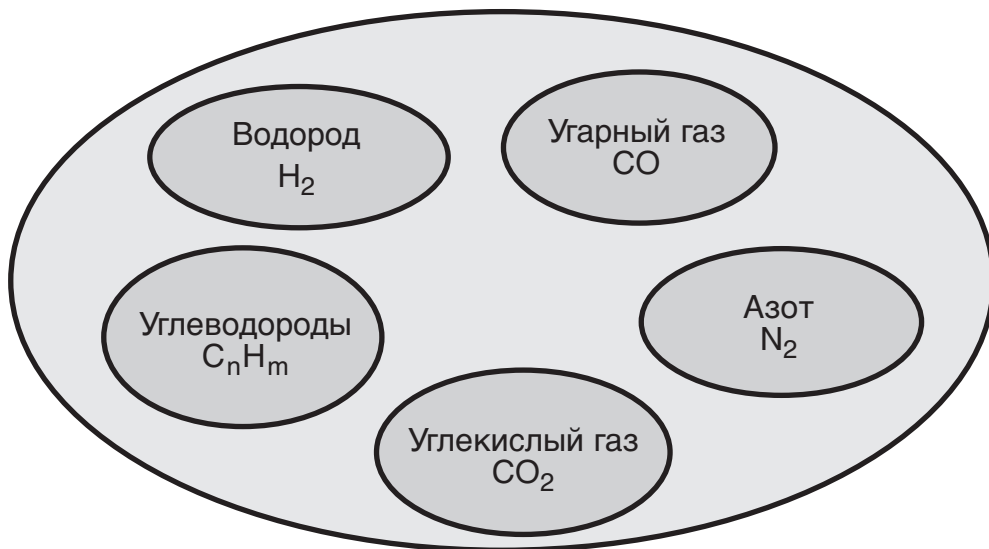 Водород
H₂
Угарный газ
CO
Углеводороды
CₙHₘ
Азот
N₂
Углекислый газ
CO₂